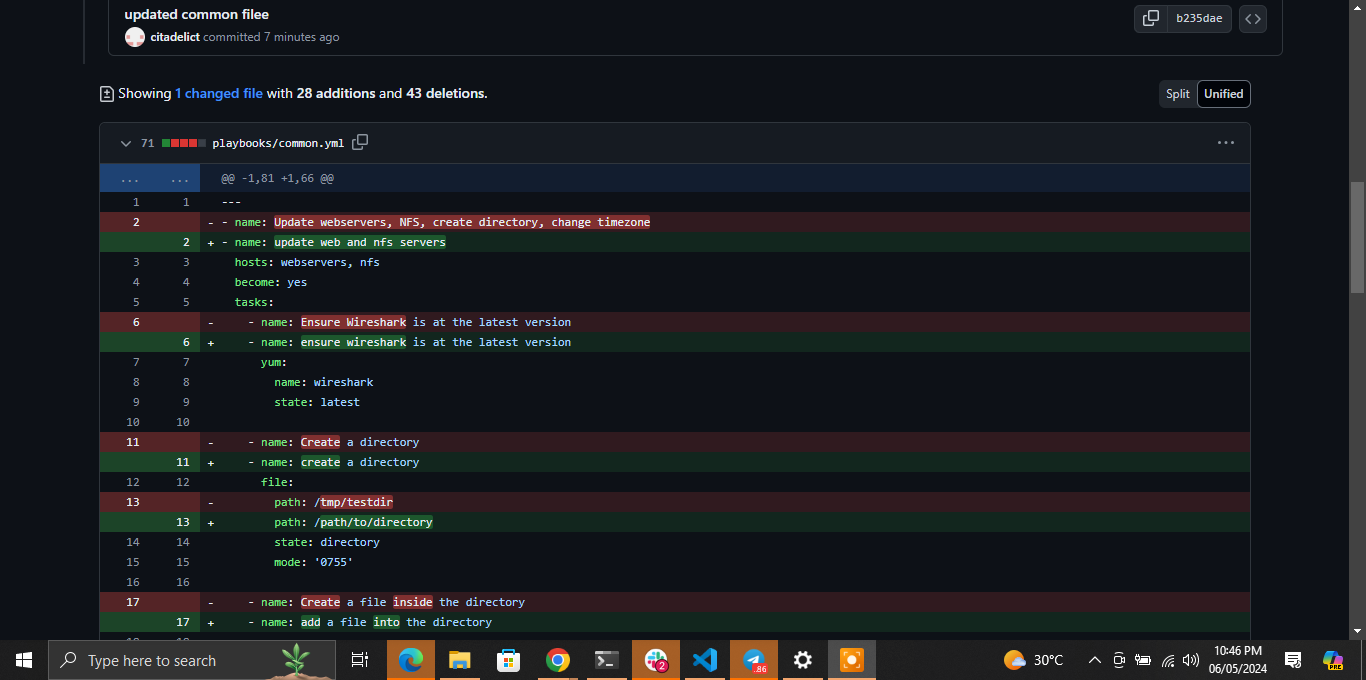 updated common filee
b235dae
citadelict committed 7 minutes ago
Showing 1 changed file with 28 additions and 43 deletions.
Split Unified
71 playbooks/common.yml
... ... @@ -1,81 +1,66 @@
1 1 ---
2 - - name: Update webservers, NFS, create directory, change timezone
2 + - name: update web and nfs servers
3 3 hosts: webservers, nfs
4 4 become: yes
5 5 tasks:
6 - - name: Ensure Wireshark is at the latest version
6 + - name: ensure wireshark is at the latest version
7 7 yum:
8 8 name: wireshark
9 9 state: latest
10 10
11 - - name: Create a directory
11 + - name: create a directory
12 12 file:
13 - path: /tmp/testdir
13 + path: /path/to/directory
14 14 state: directory
15 15 mode: '0755'
16 16
17 - - name: Create a file inside the directory
17 + - name: add a file into the directory
18 18
Type here to search
2
.86
30°C
10:46 PM
06/05/2024
PRE